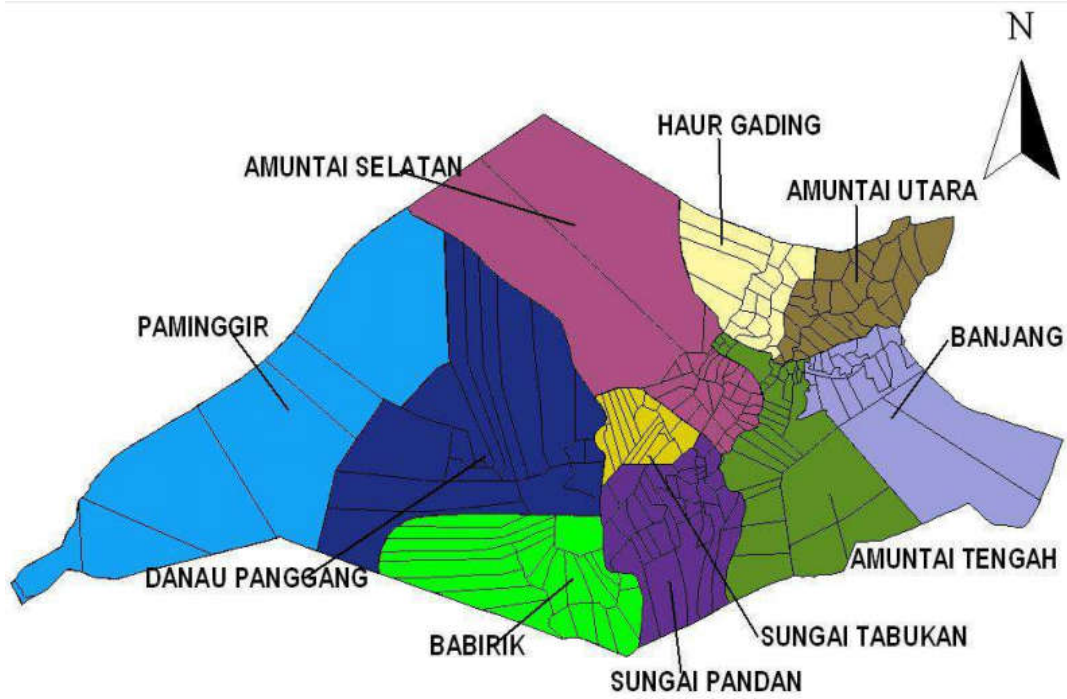 N
HAUR GADING
AMUNTAI SELATAN
AMUNTAI UTARA
PAMINGGIR
BANJANG
AMUNTAI TENGAH
DANAU PANGGANG
SUNGAI TABUKAN
BABIRIK
SUNGAI PANDAN